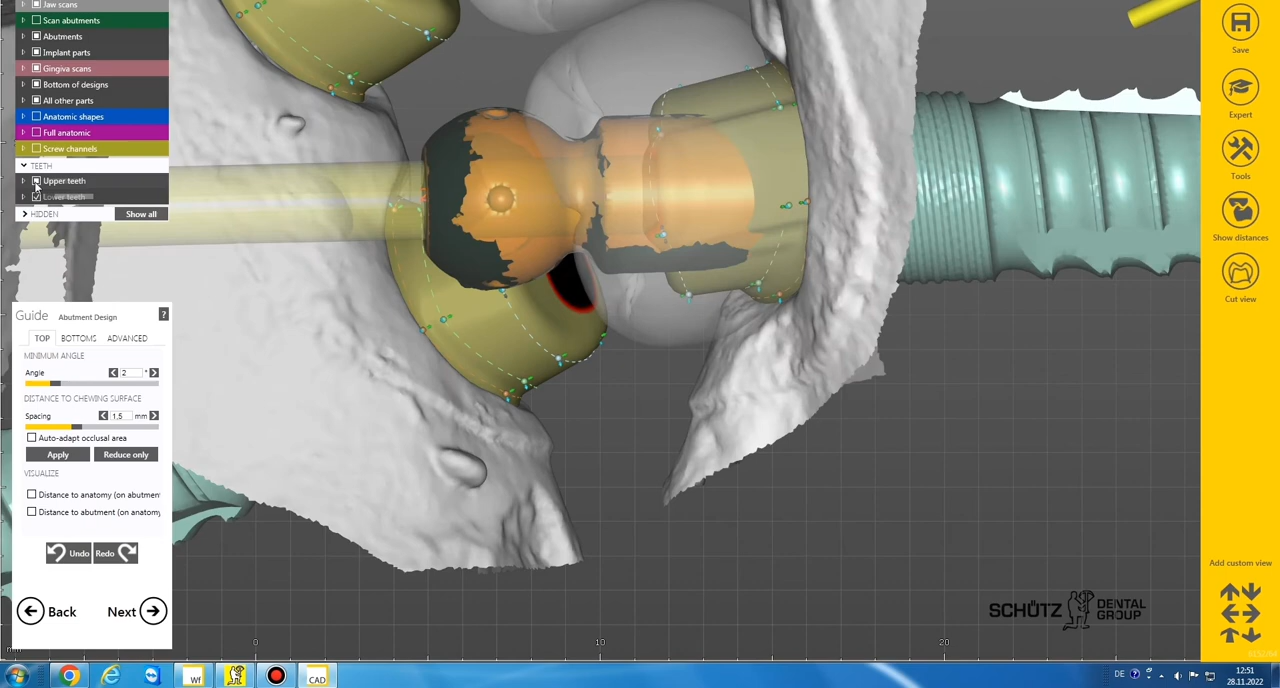 Jaw scans
Scan abutments
Abutments
Implant parts
Gingiva scans
Bottom of designs
All other parts
Anatomic shapes
Full anatomic
Screw channels
TEETH
Upper teeth
Lower teeth
HIDDEN Show all
Guide Abutment Design ?
TOP BOTTOMS ADVANCED
MINIMUM ANGLE
Angle 2 °
DISTANCE TO CHEWING SURFACE
Spacing 1,5 mm
Auto-adapt occlusal area
Apply Reduce only
VISUALIZE
Distance to anatomy (on abutmen
Distance to abutment (on anatomy
Undo Redo
Back Next
Save
Expert
Tools
Show distances
Cut view
Add custom view
SCHÜTZ DENTAL
GROUP
0 10 20
Wf CAD
DE 12:51
28.11.2022